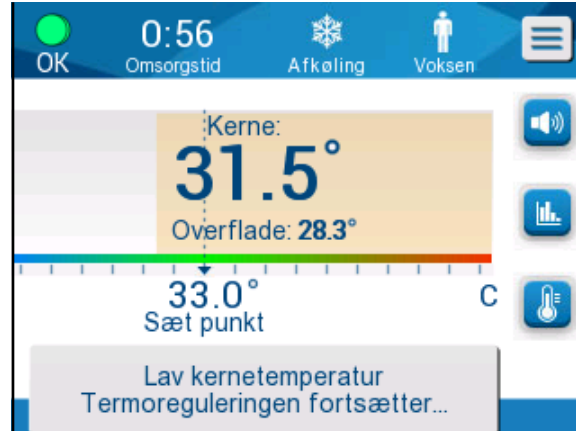 OK
0:56
Omsorgstid
Afkøling
Voksen
Kerne:
31.5°
Overflade: 28.3°
33.0°
C
Sæt punkt
Lav kernetemperatur
Termoreguleringen fortsætter...